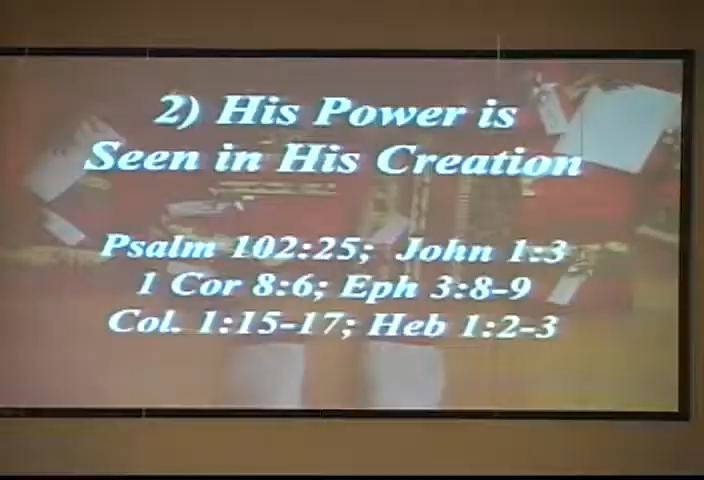 2) His Power is
Seen in His Creation
Psalm 102:25; John 1:3
1 Cor 8:6; Eph 3:8-9
Col. 1:15-17; Heb 1:2-3